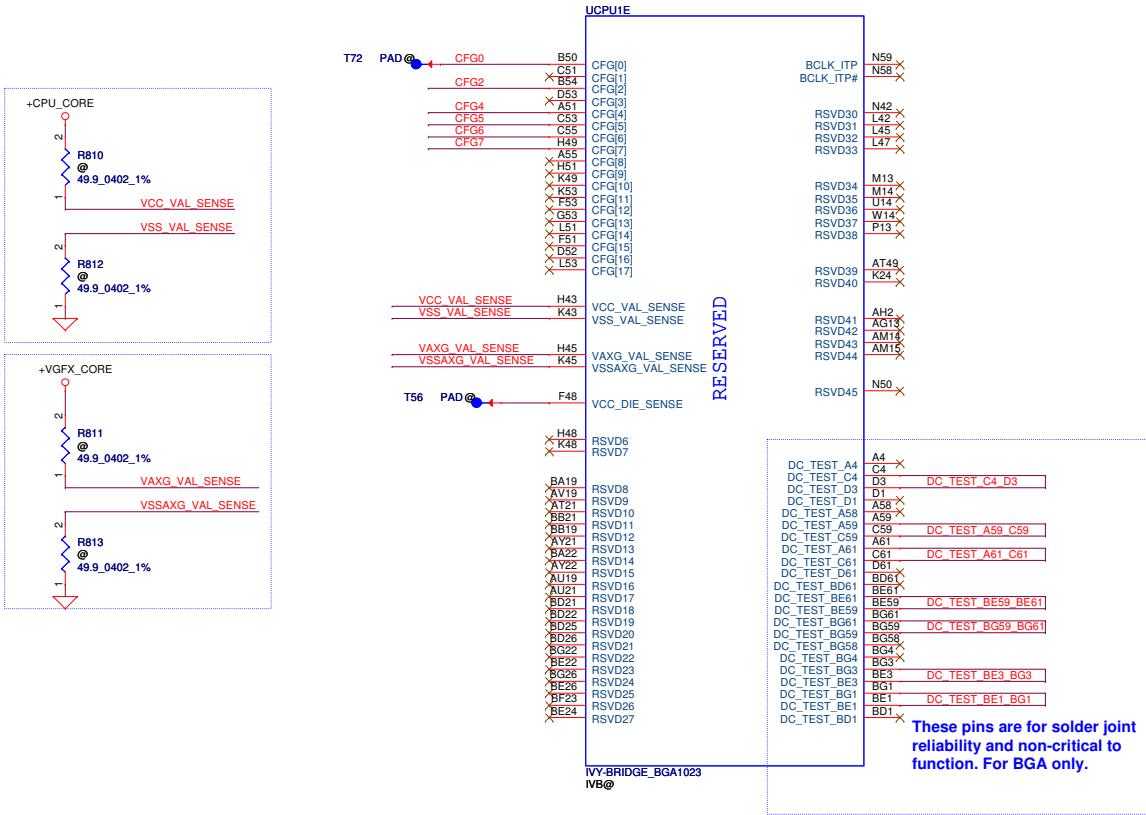 UCPU1E
T72 PAD @ CFG0 B50 CFG[0]
C51 CFG[1]
CFG2 B54 CFG[2]
D53 CFG[3]
CFG4 A51 CFG[4]
CFG5 C53 CFG[5]
CFG6 C55 CFG[6]
CFG7 H49 CFG[7]
A55 CFG[8]
H51 CFG[9]
K49 CFG[10]
K53 CFG[11]
F53 CFG[12]
G53 CFG[13]
L51 CFG[14]
F51 CFG[15]
D52 CFG[16]
L53 CFG[17]
VCC_VAL_SENSE H43 VCC_VAL_SENSE
VSS_VAL_SENSE K43 VSS_VAL_SENSE
VAXG_VAL_SENSE H45 VAXG_VAL_SENSE
VSSAXG_VAL_SENSE K45 VSSAXG_VAL_SENSE
T56 PAD @ F48 VCC_DIE_SENSE
H48 RSVD6
K48 RSVD7
BA19 RSVD8
AV19 RSVD9
AT21 RSVD10
BB21 RSVD11
BB19 RSVD12
AY21 RSVD13
BA22 RSVD14
AY22 RSVD15
AU19 RSVD16
AU21 RSVD17
BD21 RSVD18
BD22 RSVD19
BD25 RSVD20
BD26 RSVD21
BG22 RSVD22
BE22 RSVD23
BG26 RSVD24
BE26 RSVD25
BF23 RSVD26
BE24 RSVD27
RESERVED
BCLK_ITP N59
BCLK_ITP# N58
RSVD30 N42
RSVD31 L42
RSVD32 L45
RSVD33 L47
RSVD34 M13
RSVD35 M14
RSVD36 U14
RSVD37 W14
RSVD38 P13
RSVD39 AT49
RSVD40 K24
RSVD41 AH2
RSVD42 AG13
RSVD43 AM14
RSVD44 AM15
RSVD45 N50
DC_TEST_A4 A4
DC_TEST_C4 C4
DC_TEST_D3 D3 DC_TEST_C4_D3
DC_TEST_D1 D1
DC_TEST_A58 A58
DC_TEST_A59 A59
DC_TEST_C59 C59 DC_TEST_A59_C59
DC_TEST_A61 A61
DC_TEST_C61 C61 DC_TEST_A61_C61
DC_TEST_D61 D61
DC_TEST_BD61 BD61
DC_TEST_BE61 BE61
DC_TEST_BE59 BE59 DC_TEST_BE59_BE61
DC_TEST_BG61 BG61
DC_TEST_BG59 BG59 DC_TEST_BG59_BG61
DC_TEST_BG58 BG58
DC_TEST_BG4 BG4
DC_TEST_BG3 BG3
DC_TEST_BE3 BE3 DC_TEST_BE3_BG3
DC_TEST_BG1 BG1
DC_TEST_BE1 BE1 DC_TEST_BE1_BG1
DC_TEST_BD1 BD1
These pins are for solder joint
reliability and non-critical to
function. For BGA only.
IVY-BRIDGE_BGA1023
IVB@
+CPU_CORE
2
R810
@
49.9_0402_1%
1
VCC_VAL_SENSE
VSS_VAL_SENSE
2
R812
@
49.9_0402_1%
1
+VGFX_CORE
2
R811
@
49.9_0402_1%
1
VAXG_VAL_SENSE
VSSAXG_VAL_SENSE
2
R813
@
49.9_0402_1%
1